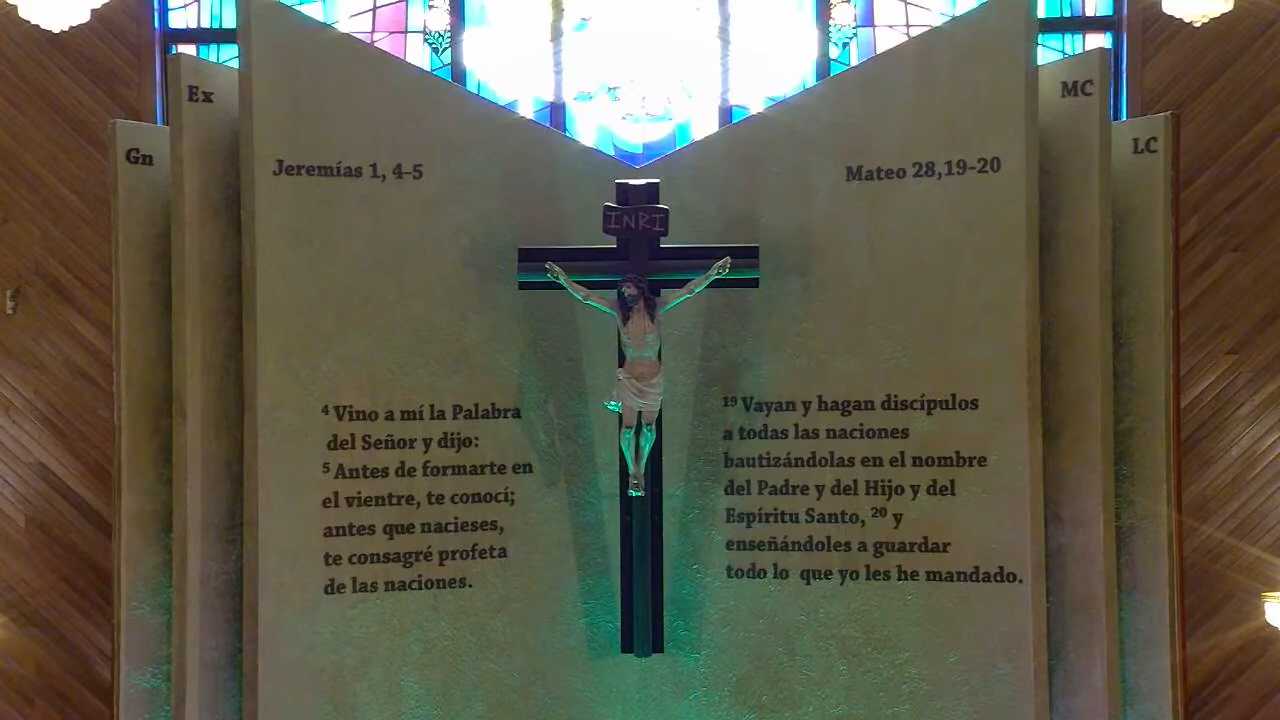 Gn
Ex
Jeremías 1, 4-5
⁴ Vino a mí la Palabra
del Señor y dijo:
⁵ Antes de formarte en
el vientre, te conocí;
antes que nacieses,
te consagré profeta
de las naciones.
INRI
Mateo 28,19-20
¹⁹ Vayan y hagan discípulos
a todas las naciones
bautizándolas en el nombre
del Padre y del Hijo y del
Espíritu Santo, ²⁰ y
enseñándoles a guardar
todo lo que yo les he mandado.
MC
LC